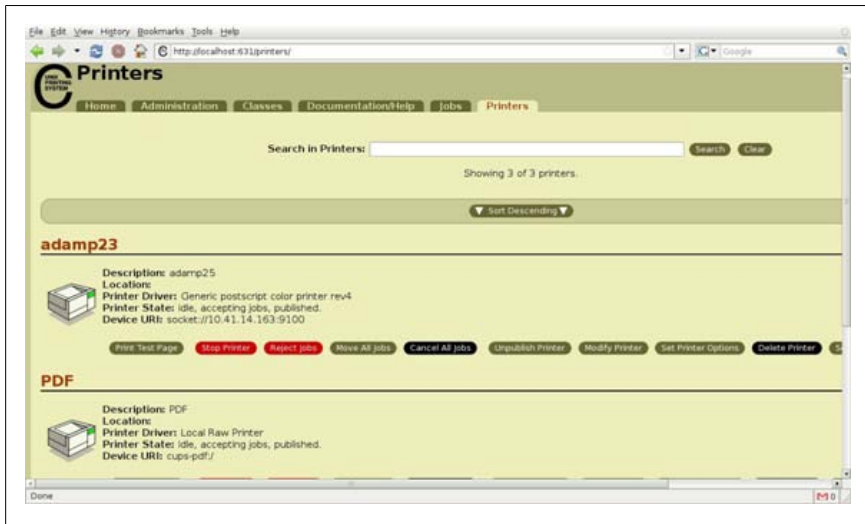 File Edit View History Bookmarks Tools Help
http://localhost:631/printers/
Google
UNIX PRINTING SYSTEM
Printers
Home Administration Classes Documentation/Help Jobs Printers
Search in Printers: Search Clear
Showing 3 of 3 printers.
▼ Sort Descending ▼
adamp23
Description: adamp25
Location:
Printer Driver: Generic postscript color printer rev4
Printer State: idle, accepting jobs, published.
Device URI: socket://10.41.14.163:9100
Print Test Page Stop Printer Reject Jobs Move All Jobs Cancel All Jobs Unpublish Printer Modify Printer Set Printer Options Delete Printer
PDF
Description: PDF
Location:
Printer Driver: Local Raw Printer
Printer State: idle, accepting jobs, published.
Device URI: cups-pdf:/
Done
0